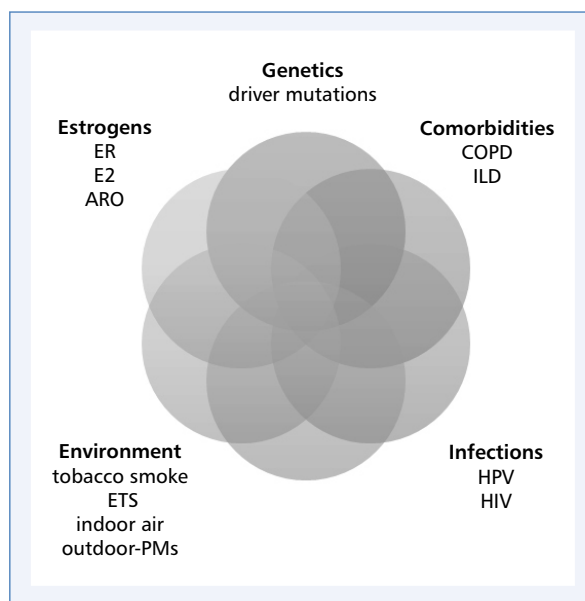 Genetics
driver mutations
Estrogens
ER
E2
ARO
Comorbidities
COPD
ILD
Environment
tobacco smoke
ETS
indoor air
outdoor-PMs
Infections
HPV
HIV